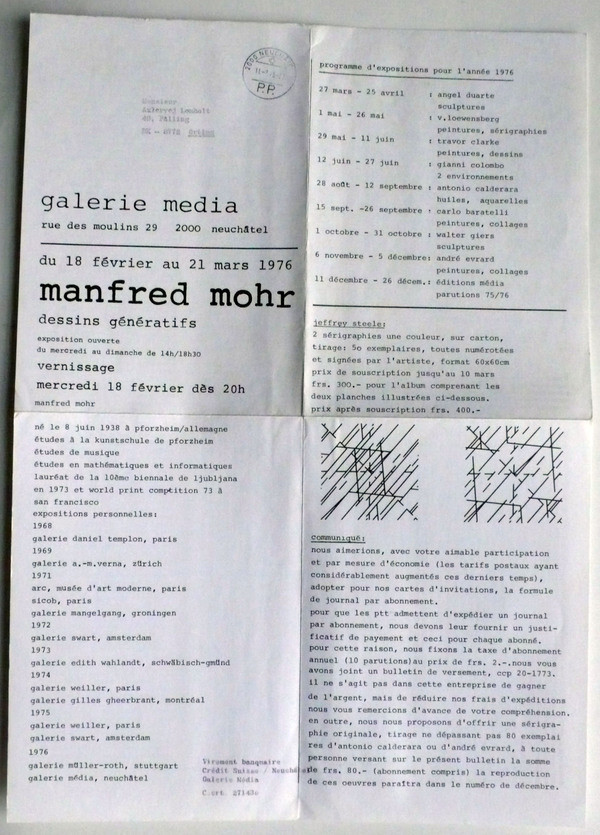 P.P.
galerie media
rue des moulins 29 2000 neuchâtel
du 18 février au 21 mars 1976
manfred mohr
dessins génératifs
exposition ouverte
du mercredi au dimanche de 14h/18h30
vernissage
mercredi 18 février dès 20h
manfred mohr
né le 8 juin 1938 à pforzheim/allemagne
études à la kunstschule de pforzheim
études de musique
études en mathématiques et informatiques
lauréat de la 10ème biennale de ljubljana
en 1973 et world print comptition 73 à
san francisco
expositions personnelles:
1968
galerie daniel templon, paris
1969
galerie a.-m.verna, zürich
1971
arc, musée d'art moderne, paris
sicob, paris
galerie mangelgang, groningen
1972
galerie swart, amsterdam
1973
galerie edith wahlandt, schwäbisch-gmünd
1974
galerie weiller, paris
galerie gilles gheerbrant, montréal
1975
galerie weiller, paris
galerie swart, amsterdam
1976
galerie müller-roth, stuttgart
galerie média, neuchâtel
Virement bancaire
Crédit Suisse / Neuchâtel
Galerie Média
programme d'expositions pour l'année 1976
27 mars - 25 avril : angel duarte
sculptures
1 mai - 26 mai : v.loewensberg
peintures, sérigraphies
29 mai - 11 juin : travor clarke
peintures, dessins
12 juin - 27 juin : gianni colombo
2 environnements
28 août - 12 septembre : antonio calderara
huiles, aquarelles
15 sept. -26 septembre : carlo baratelli
peintures, collages
1 octobre - 31 octobre : walter giers
sculptures
6 novembre - 5 décembre: andré evrard
peintures, collages
11 décembre - 26 décem.: éditions média
parutions 75/76
jeffrey steele:
2 sérigraphies une couleur, sur carton,
tirage: 5o exemplaires, toutes numérotées
et signées par l'artiste, format 60x60cm
prix de souscription jusqu'au 10 mars
frs. 300.- pour l'album comprenant les
deux planches illustrées ci-dessous.
prix après souscription frs. 400.-
communiqué:
nous aimerions, avec votre aimable participation
et par mesure d'économie (les tarifs postaux ayant
considérablement augmentés ces derniers temps),
adopter pour nos cartes d'invitations, la formule
de journal par abonnement.
pour que les ptt admettent d'expédier un journal
par abonnement, nous devons leur fournir un justi-
ficatif de payement et ceci pour chaque abonné.
pour cette raison, nous fixons la taxe d'abonnement
annuel (10 parutions)au prix de frs. 2.-.nous vous
avons joint un bulletin de versement, ccp 20-1773.
il ne s'agit pas dans cette entreprise de gagner
de l'argent, mais de réduire nos frais d'expéditions
nous vous remercions d'avance de votre compréhension.
en outre, nous nous proposons d'offrir une sérigra-
phie originale, tirage ne dépassant pas 80 exemplai
res d'antonio calderara ou d'andré evrard, à toute
personne versant sur le présent bulletin la somme
de frs. 80.- (abonnement compris) la reproduction
de ces oeuvres paraîtra dans le numéro de décembre.